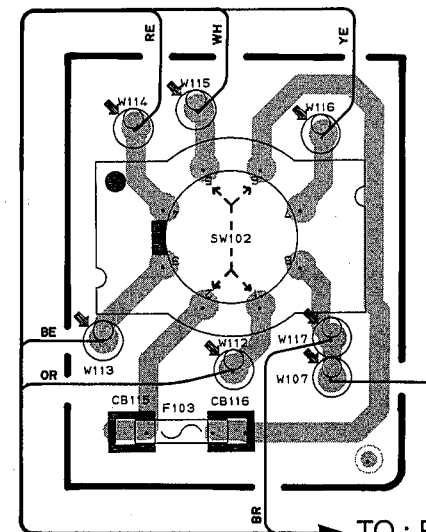 RE
WH
YE
W114
W115
W116
SW102
BE
W113
OR
W112
W117
W107
CB115
F103
CB116
BR
TO :